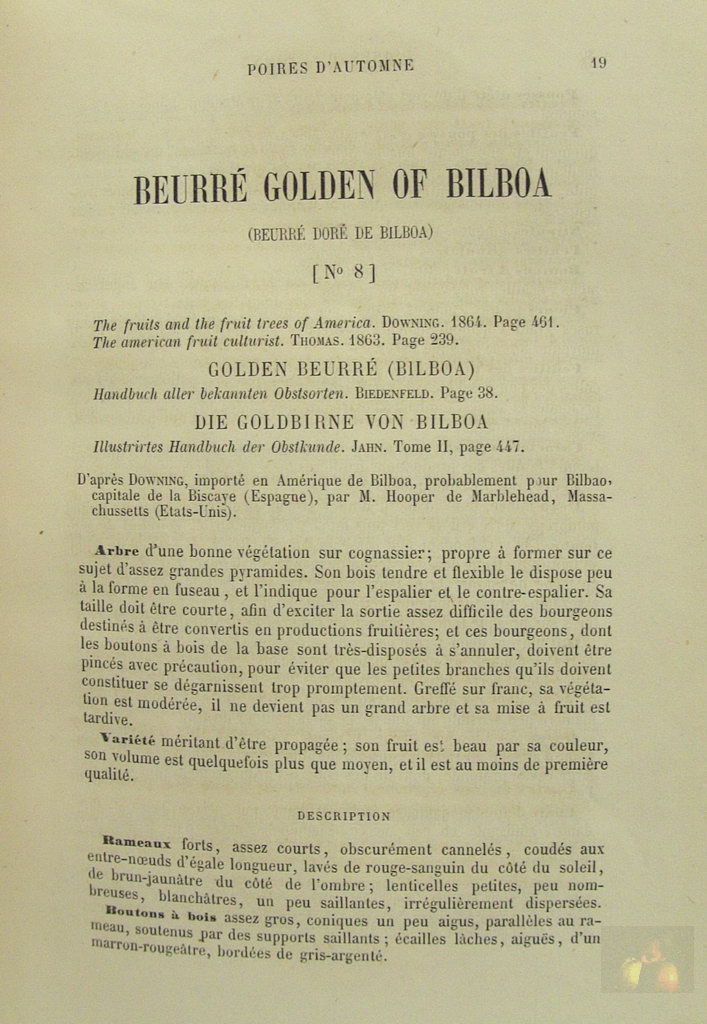 POIRES D'AUTOMNE 19
BEURRÉ GOLDEN OF BILBOA
(BEURRÉ DORÉ DE BILBOA)
[No 8]
The fruits and the fruit trees of America. DOWNING. 1864. Page 461.
The american fruit culturist. THOMAS. 1863. Page 239.
GOLDEN BEURRÉ (BILBOA)
Handbuch aller bekannten Obstsorten. BIEDENFELD. Page 38.
DIE GOLDBIRNE VON BILBOA
Illustrirtes Handbuch der Obstkunde. JAHN. Tome II, page 447.
D'après DOWNING, importé en Amérique de Bilboa, probablement pour Bilbao,
capitale de la Biscaye (Espagne), par M. Hooper de Marblehead, Massa-
chussetts (Etats-Unis).
Arbre d'une bonne végétation sur cognassier; propre à former sur ce
sujet d'assez grandes pyramides. Son bois tendre et flexible le dispose peu
à la forme en fuseau, et l'indique pour l'espalier et le contre-espalier. Sa
taille doit être courte, afin d'exciter la sortie assez difficile des bourgeons
destinés à être convertis en productions fruitières; et ces bourgeons, dont
les boutons à bois de la base sont très-disposés à s'annuler, doivent être
pincés avec précaution, pour éviter que les petites branches qu'ils doivent
constituer se dégarnissent trop promptement. Greffé sur franc, sa végéta-
tion est modérée, il ne devient pas un grand arbre et sa mise à fruit est
tardive.
Variété méritant d'être propagée; son fruit est beau par sa couleur,
son volume est quelquefois plus que moyen, et il est au moins de première
qualité.
DESCRIPTION
Rameaux forts, assez courts, obscurément cannelés, coudés aux
entre-nœuds d'égale longueur, lavés de rouge-sanguin du côté du soleil,
de brun-jaunâtre du côté de l'ombre; lenticelles petites, peu nom-
breuses, blanchâtres, un peu saillantes, irrégulièrement dispersées.
Boutons à bois assez gros, coniques un peu aigus, parallèles au ra-
meau, soutenus par des supports saillants; écailles lâches, aiguës, d'un
marron-rougeâtre, bordées de gris-argenté.